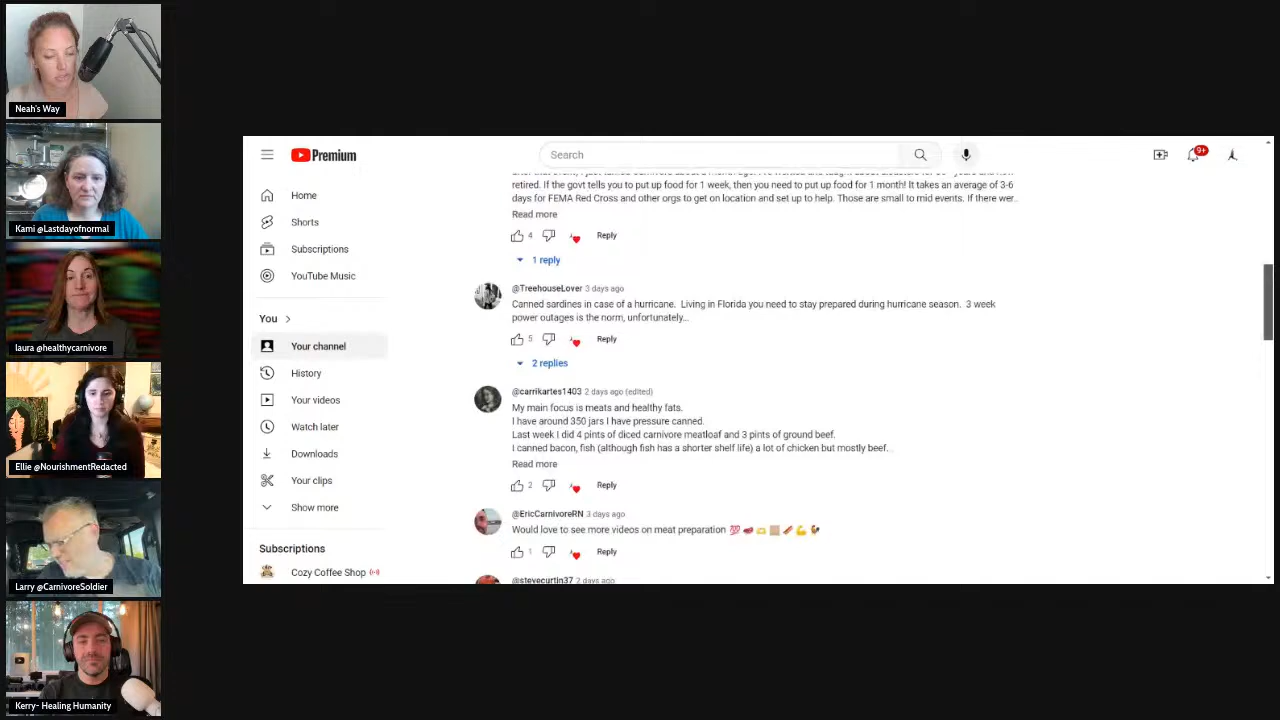 Neah's Way
Kami @Lastdayofnormal
laura @healthycarnivore
Ellie @NourishmentRedacted
Larry @CarnivoreSoldier
Kerry- Healing Humanity
Premium
Search
9+
Home
Shorts
Subscriptions
YouTube Music
You
Your channel
History
Your videos
Watch later
Downloads
Your clips
Show more
Subscriptions
Cozy Coffee Shop
retired. If the govt tells you to put up food for 1 week, then you need to put up food for 1 month! It takes an average of 3-6
days for FEMA Red Cross and other orgs to get on location and set up to help. Those are small to mid events. If there wer..
Read more
4 Reply
1 reply
@TreehouseLover 3 days ago
Canned sardines in case of a hurricane. Living in Florida you need to stay prepared during hurricane season. 3 week
power outages is the norm, unfortunately...
5 Reply
2 replies
@carrikartes1403 2 days ago (edited)
My main focus is meats and healthy fats.
I have around 350 jars I have pressure canned.
Last week I did 4 pints of diced carnivore meatloaf and 3 pints of ground beef.
I canned bacon, fish (although fish has a shorter shelf life) a lot of chicken but mostly beef..
Read more
2 Reply
@EricCarnivoreRN 3 days ago
Would love to see more videos on meat preparation 💯
1 Reply
@stevecurtin37 2 days ago